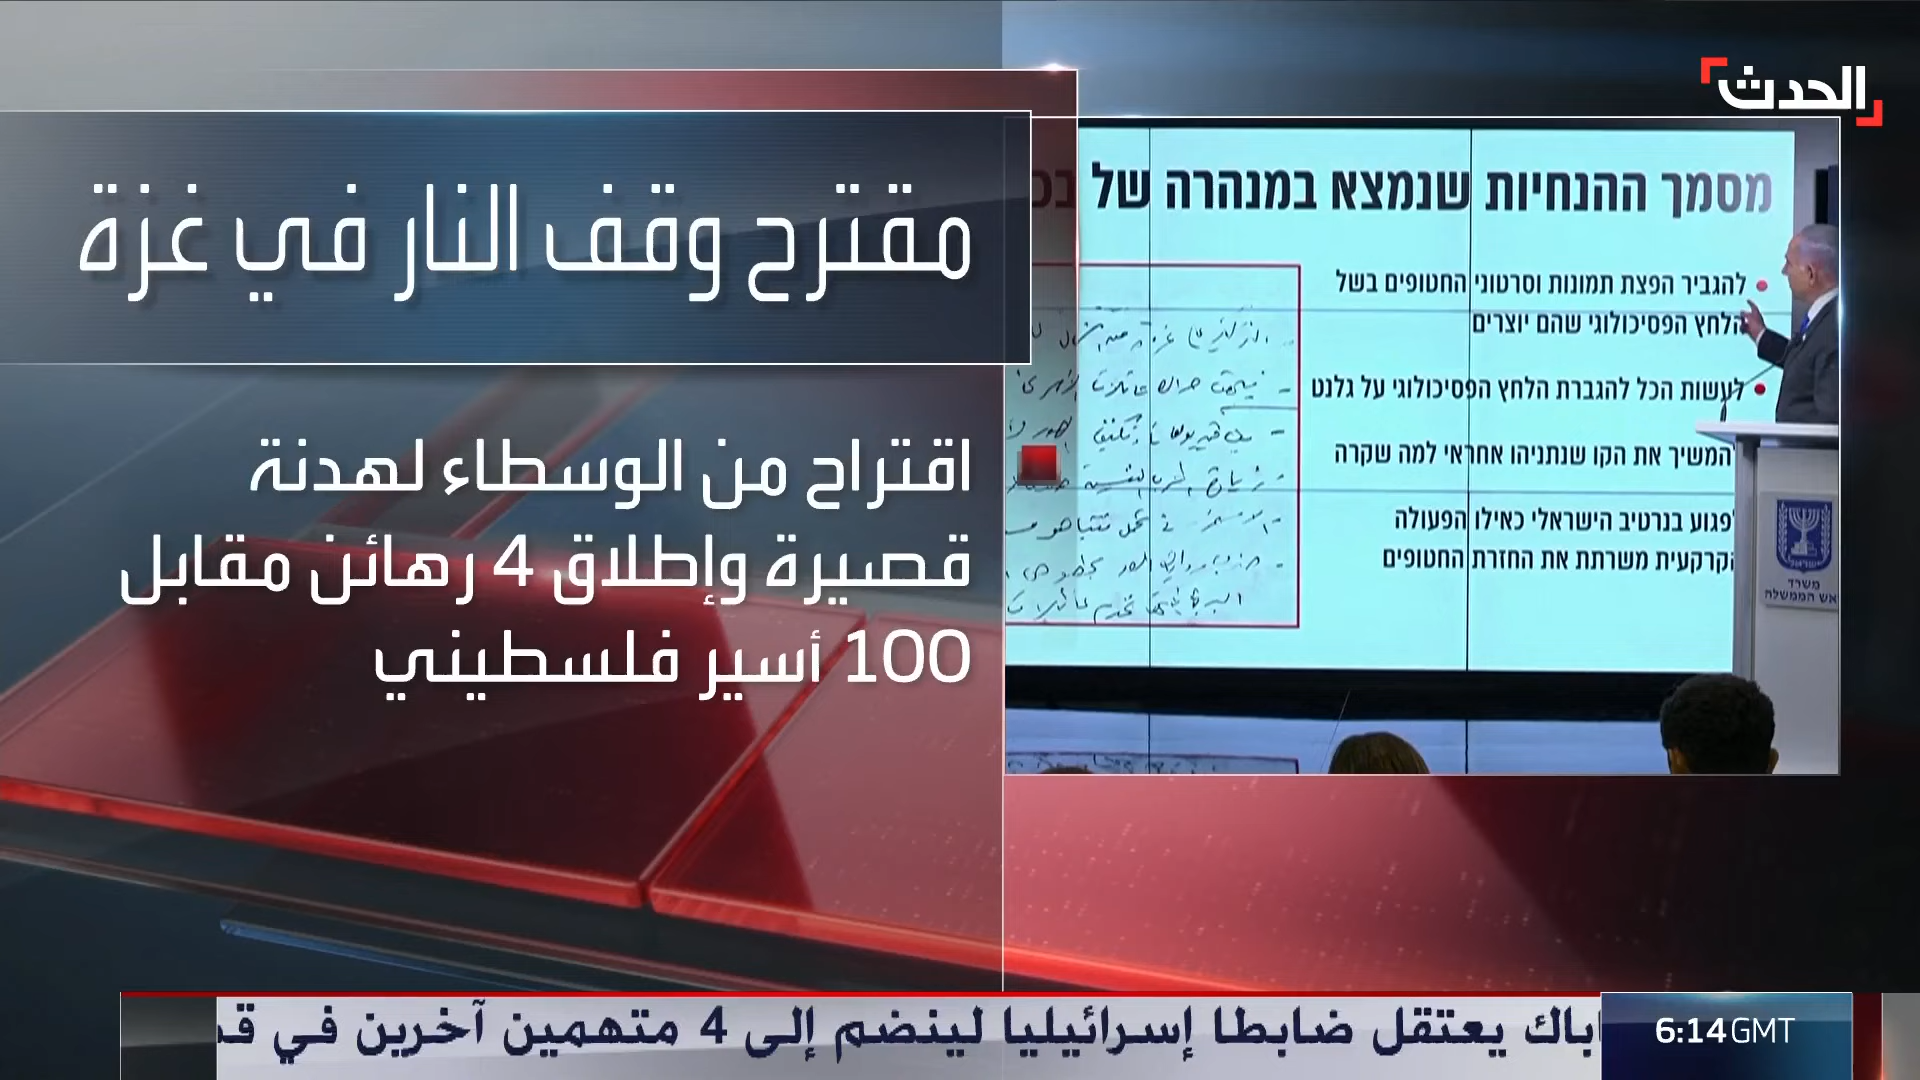 الحدث
مقترح وقف النار في غزة
اقتراح من الوسطاء لهدنة
قصيرة وإطلاق 4 رهائن مقابل
100 أسير فلسطيني
מסמך ההנחיות שנמצא במנהרה של
להגביר הפצת תמונות וסרטוני החטופים בשל
הלחץ הפסיכולוגי שהם יוצרים
לעשות הכל להגברת הלחץ הפסיכולוגי על גלנט
המשיך את הקו שנתניהו אחראי למה שקרה
לפגוע בנרטיב הישראלי כאילו הפעולה
הקרקעית משרתת את החזרת החטופים
משרד
ראש הממשלה
يعتقل ضابطا إسرائيليا لينضم إلى 4 متهمين آخرين في
6:14 GMT